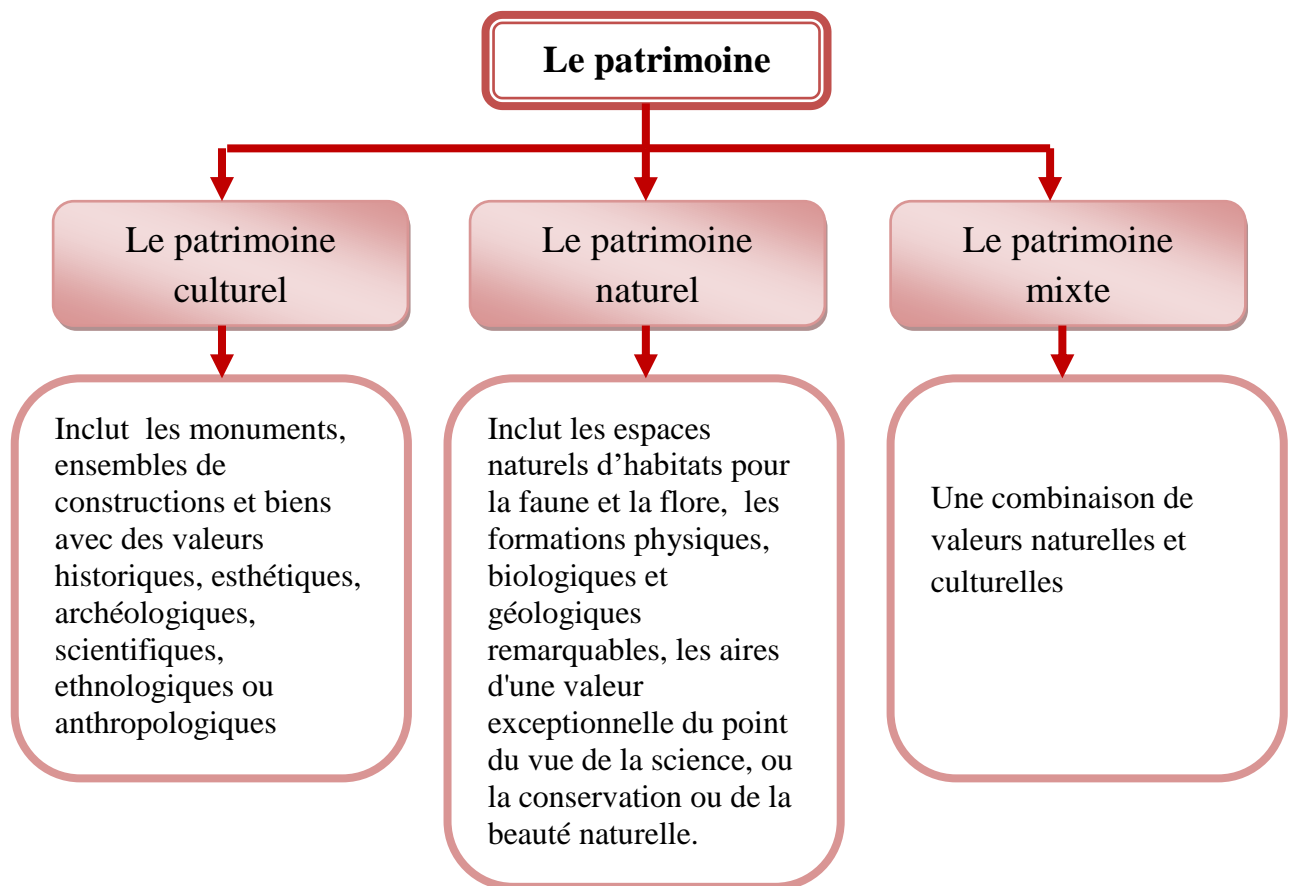 Le patrimoine
Le patrimoine
culturel
Le patrimoine
naturel
Le patrimoine
mixte
Inclut  les monuments,
ensembles de
constructions et biens
avec des valeurs
historiques, esthétiques,
archéologiques,
scientifiques,
ethnologiques ou
anthropologiques
Inclut les espaces
naturels d’habitats pour
la faune et la flore,  les
formations physiques,
biologiques et
géologiques
remarquables, les aires
d'une valeur
exceptionnelle du point
du vue de la science, ou
la conservation ou de la
beauté naturelle.
Une combinaison de
valeurs naturelles et
culturelles